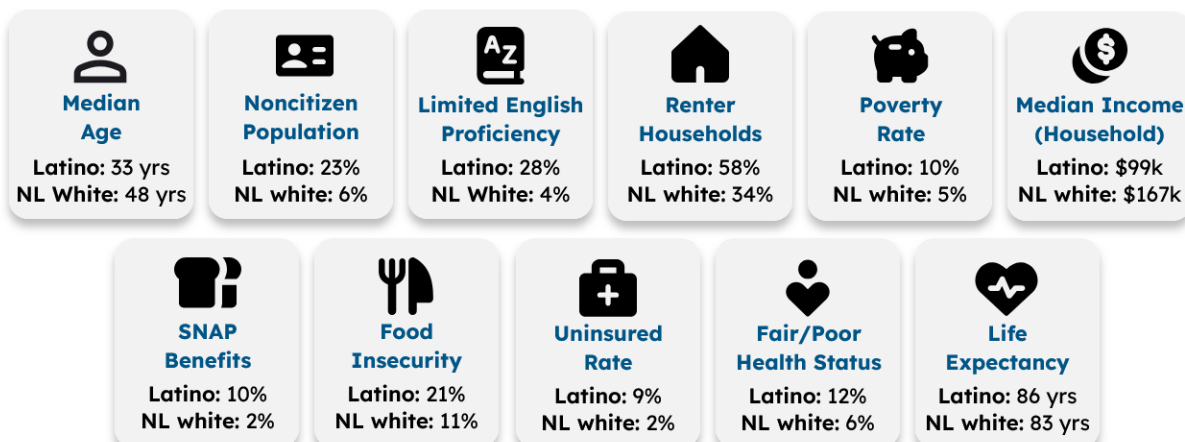 A Z
$
Median
Age
Latino: 33 yrs
NL White: 48 yrs
Noncitizen
Population
Latino: 23%
NL white: 6%
Limited English
Proficiency
Latino: 28%
NL White: 4%
Renter
Households
Latino: 58%
NL white: 34%
Poverty
Rate
Latino: 10%
NL white: 5%
Median Income
(Household)
Latino: $99k
NL white: $167k
SNAP
Benefits
Latino: 10%
NL white: 2%
Food
Insecurity
Latino: 21%
NL white: 11%
Uninsured
Rate
Latino: 9%
NL white: 2%
Fair/Poor
Health Status
Latino: 12%
NL white: 6%
Life
Expectancy
Latino: 86 yrs
NL white: 83 yrs